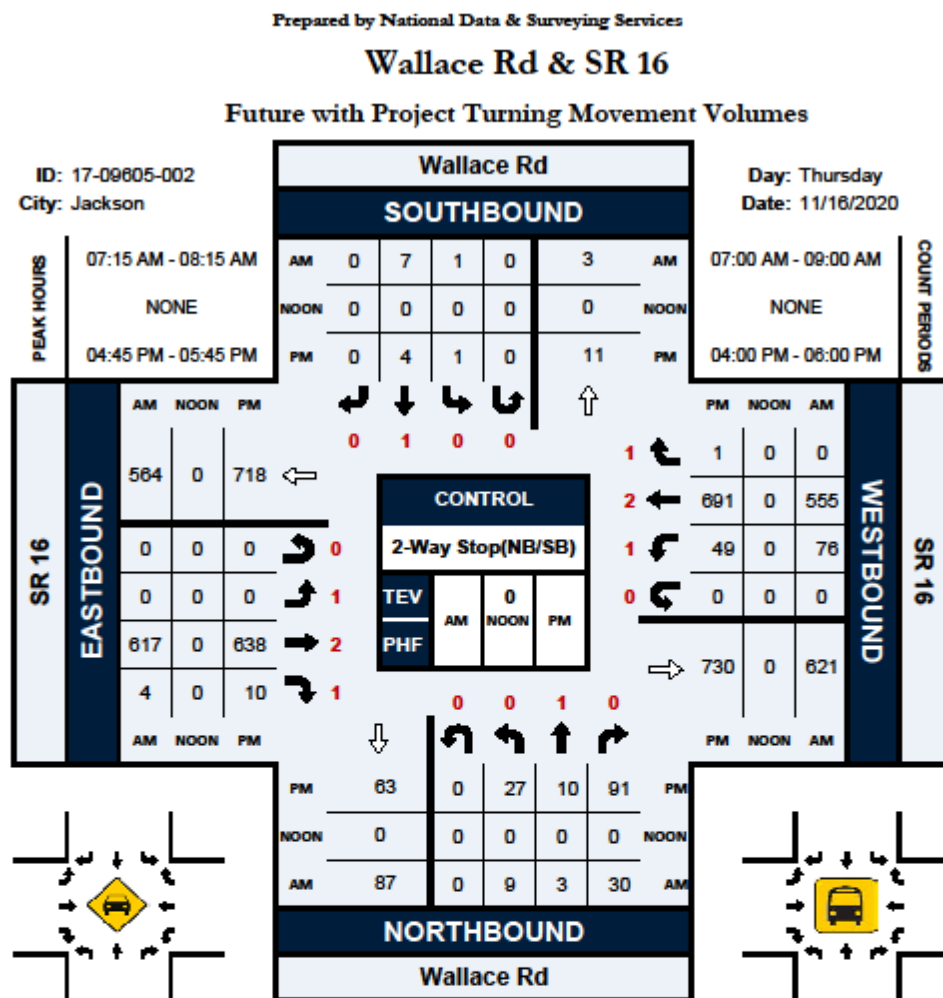 Prepared by National Data & Surveying Services
Wallace Rd & SR 16
Future with Project Turning Movement Volumes
ID: 17-09605-002
City: Jackson
Day: Thursday
Date: 11/16/2020
Wallace Rd
SOUTHBOUND
PEAK HOURS
07:15 AM - 08:15 AM
NONE
04:45 PM - 05:45 PM
AM 0 7 1 0 3 AM
NOON 0 0 0 0 0 NOON
PM 0 4 1 0 11 PM
07:00 AM - 09:00 AM
NONE
04:00 PM - 06:00 PM
COUNT PERIODS
0 1 0 0
SR 16
EASTBOUND
AM NOON PM
564 0 718
0 0 0 0
0 0 0 1
617 0 638 2
4 0 10 1
AM NOON PM
CONTROL
2-Way Stop(NB/SB)
TEV
PHF
AM
0
NOON
PM
PM NOON AM
1 1 0 0
2 691 0 555
1 49 0 76
0 0 0 0
730 0 621
PM NOON AM
WESTBOUND
SR 16
0 0 1 0
PM 63 0 27 10 91 PM
NOON 0 0 0 0 0 NOON
AM 87 0 9 3 30 AM
NORTHBOUND
Wallace Rd